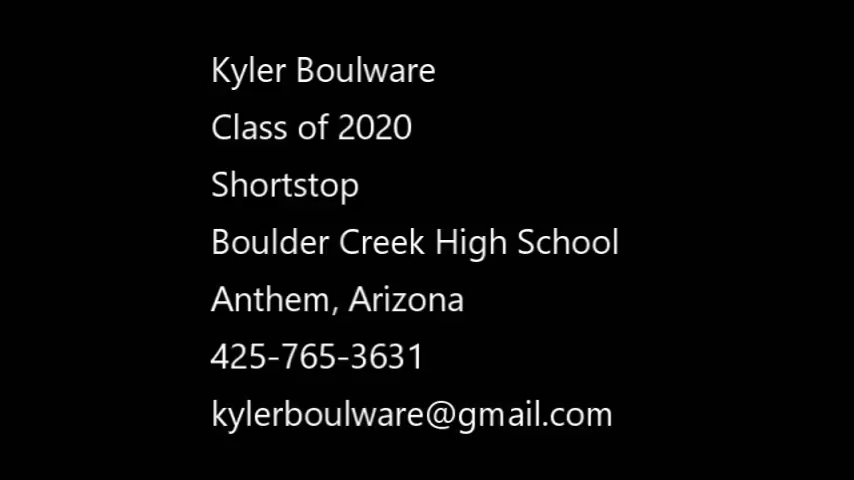 Kyler Boulware
Class of 2020
Shortstop
Boulder Creek High School
Anthem, Arizona
425-765-3631
kylerboulware@gmail.com